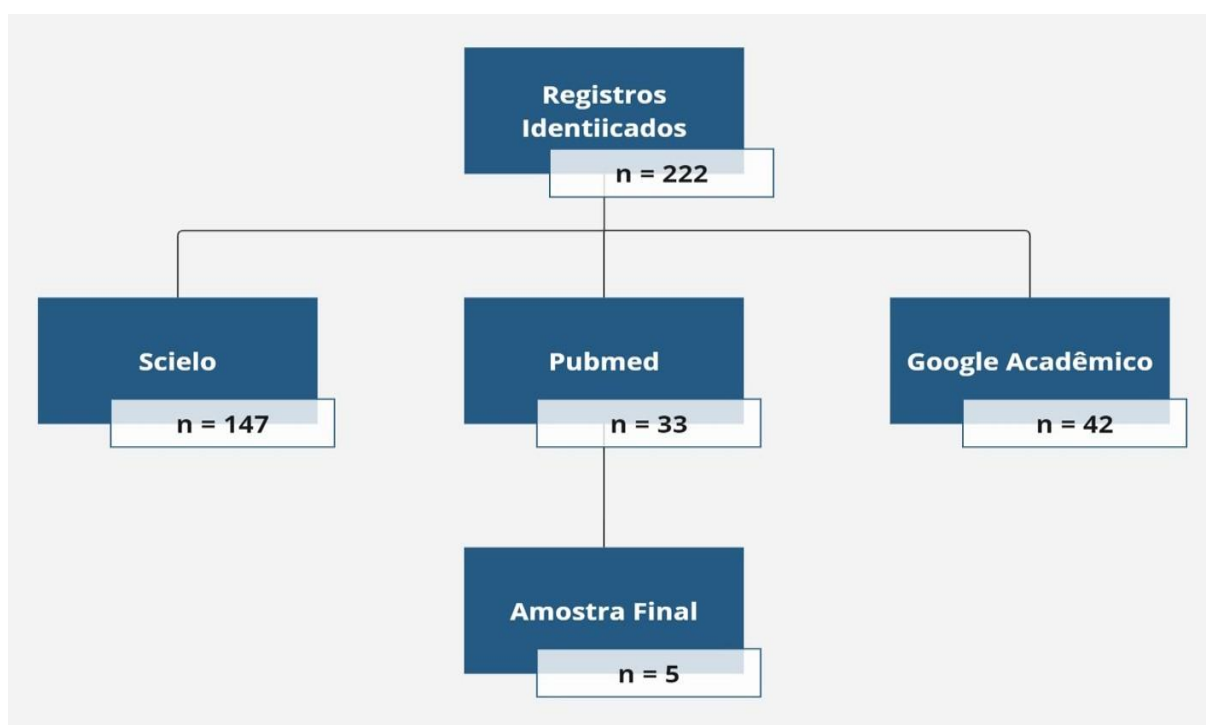 Registros
Identiicados
n = 222
Scielo
n = 147
Pubmed
n = 33
Google Acadêmico
n = 42
Amostra Final
n = 5